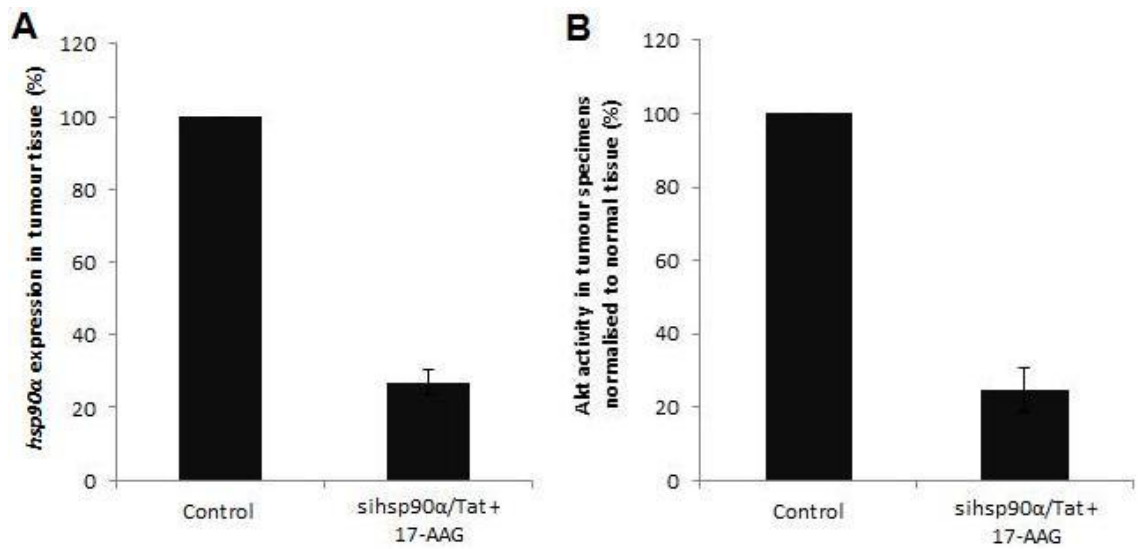 A
hsp90α expression in tumour tissue (%)
120
100
80
60
40
20
0
Control
sihsp90α/Tat+
17-AAG
B
Akt activity in tumour specimens
normalised to normal tissue (%)
120
100
80
60
40
20
0
Control
sihsp90α/Tat+
17-AAG